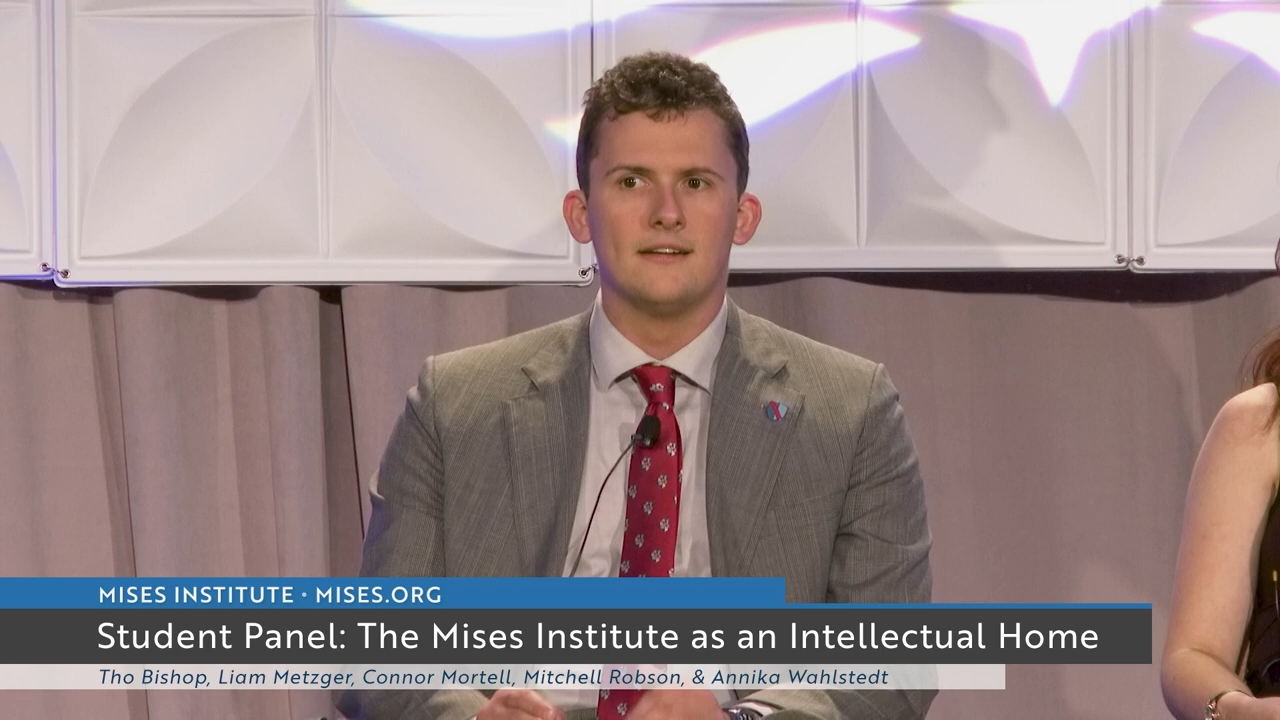 MISES INSTITUTE • MISES.ORG
Student Panel: The Mises Institute as an Intellectual Home
Tho Bishop, Liam Metzger, Connor Mortell, Mitchell Robson, & Annika Wahlstedt